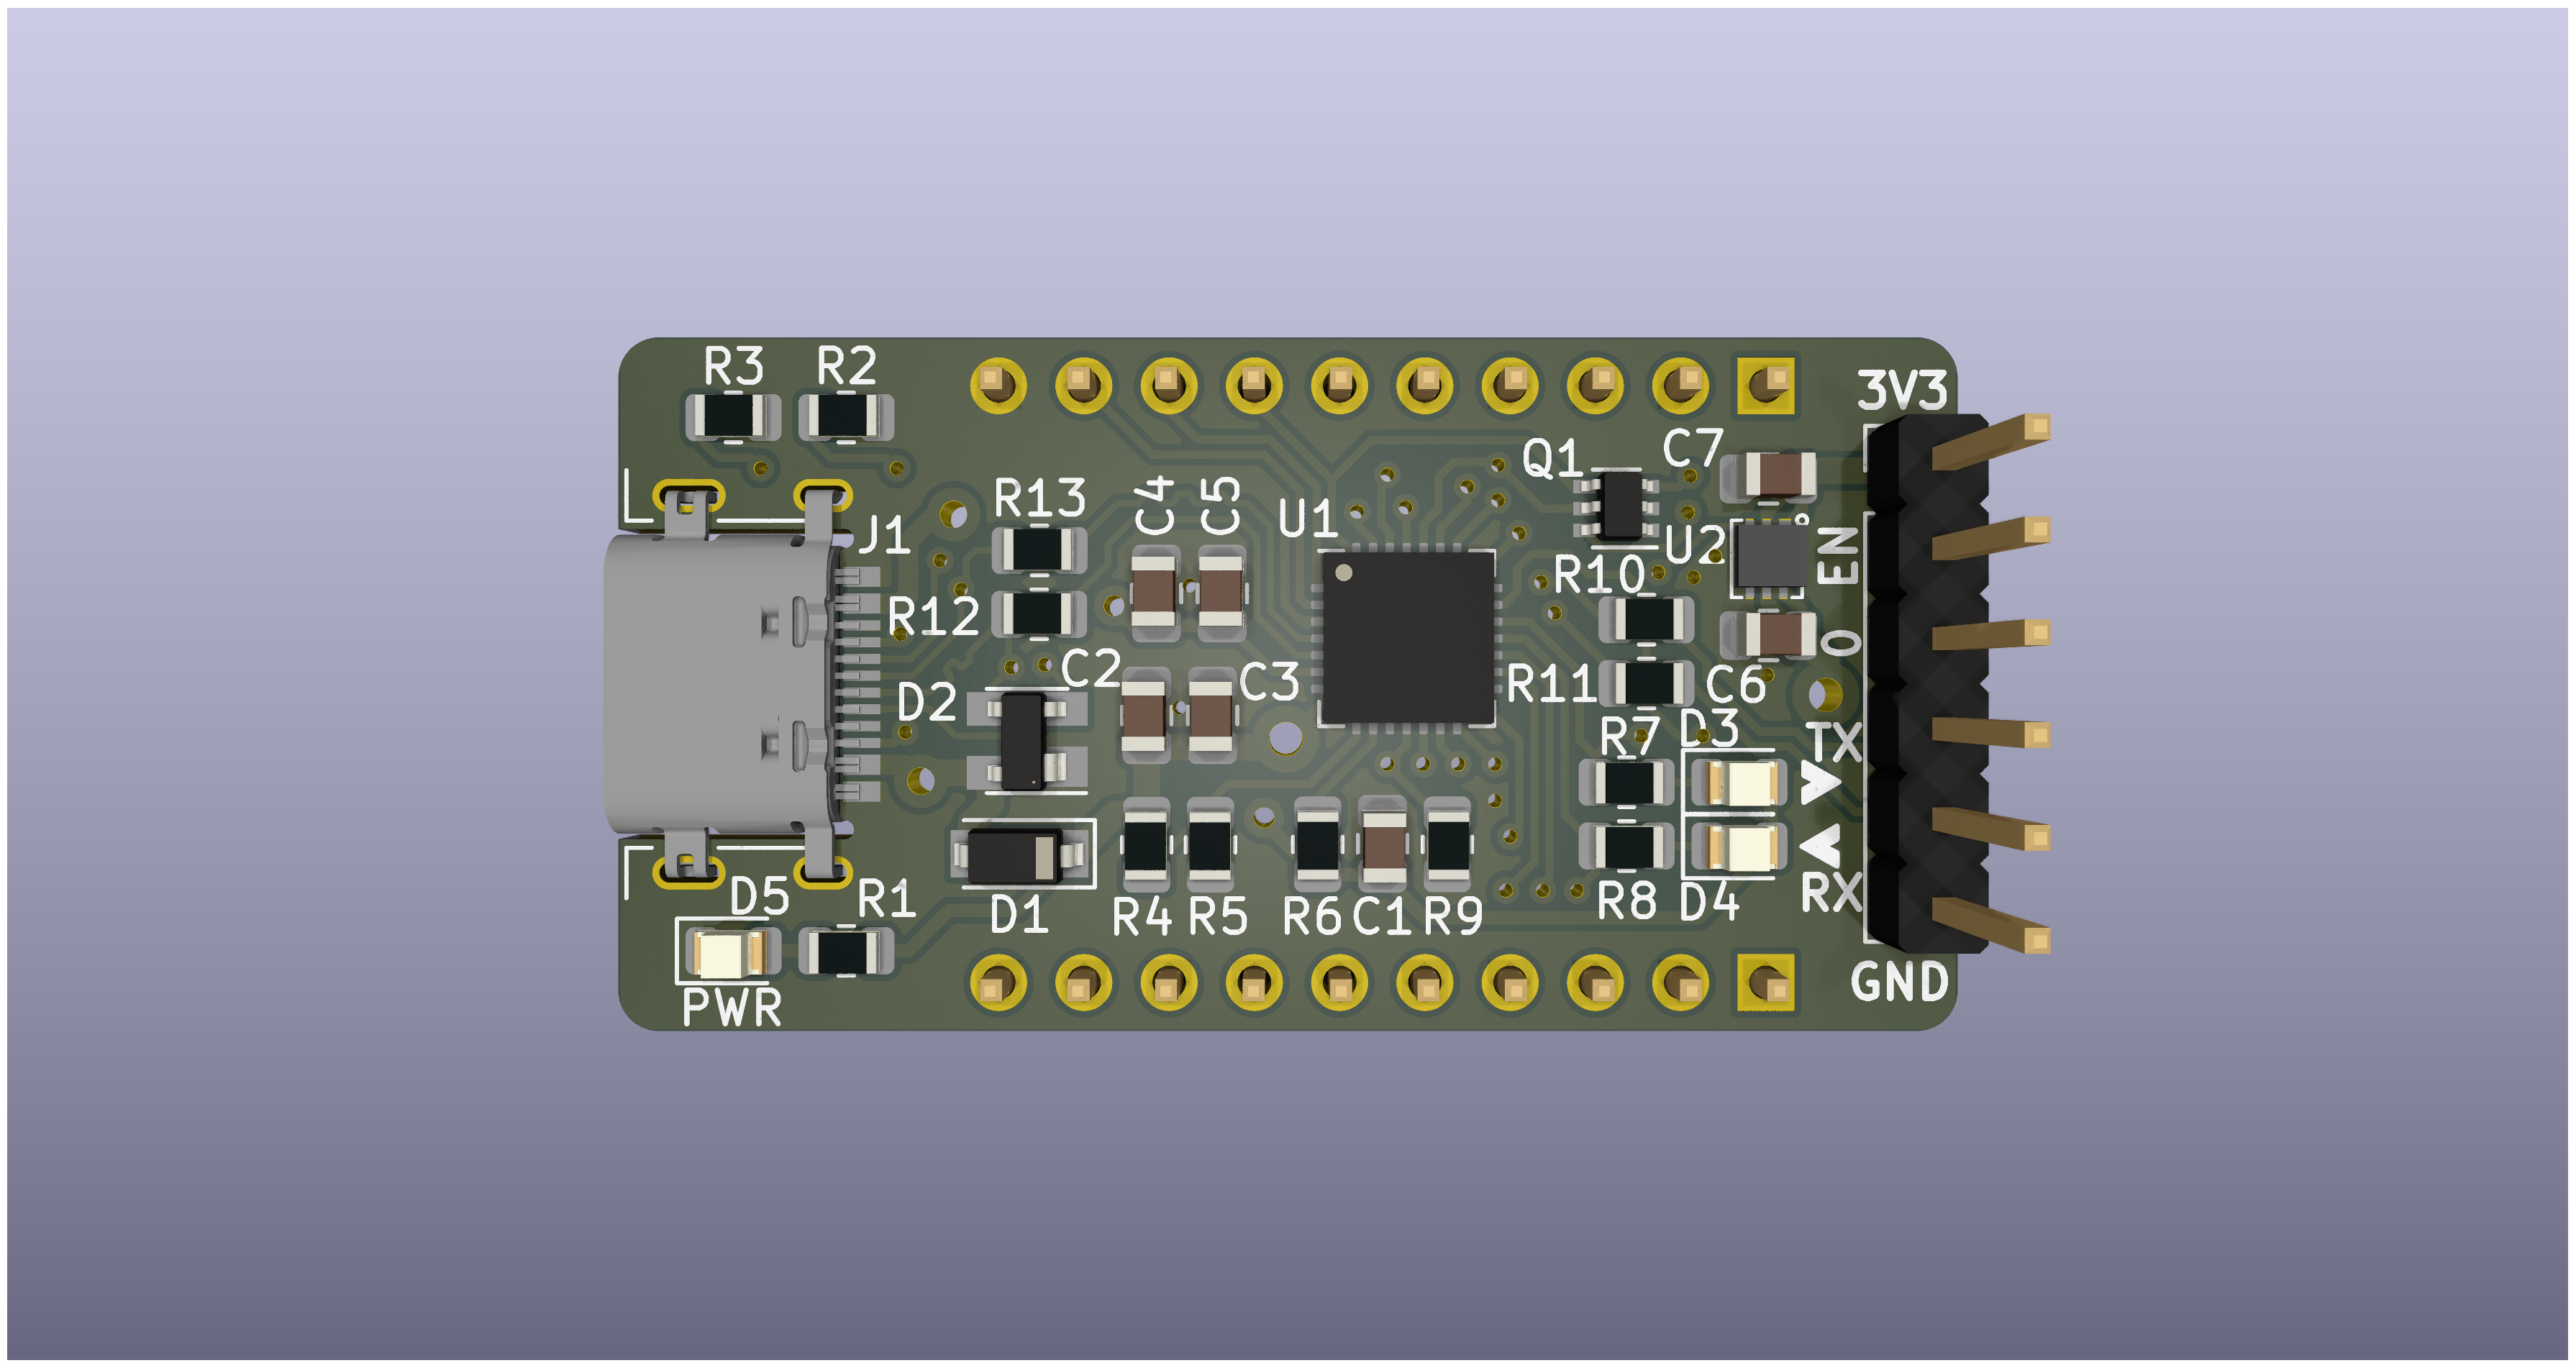 R3
R2
3V3
Q1
C7
R13
C4
C5
U1
J1
U2
EN
R10
R12
0
C2
C3
R11
C6
D2
R7
D3
TX
D5
R1
D1
R4
R5
R6
C1
R9
R8
D4
RX
PWR
GND